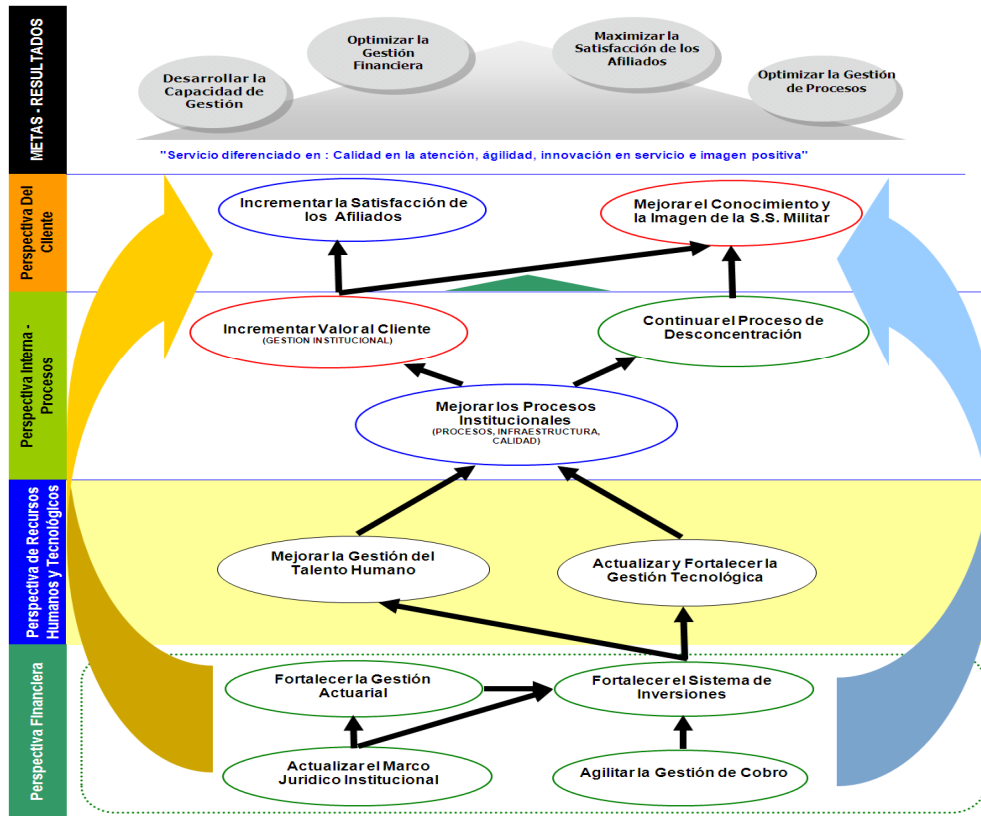 METAS - RESULTADOS
Optimizar la
Gestión
Financiera
Maximizar la
Satisfacción de los
Afiliados
Desarrollar la
Capacidad de
Gestión
Optimizar la Gestión
de Procesos
"Servicio diferenciado en : Calidad en la atención, ágilidad, innovación en servicio e imagen positiva"
Perspectiva Del
Cliente
Incrementar la Satisfacción de
los Afiliados
Mejorar el Conocimiento y
la Imagen de la S.S. Militar
Perspectiva Interna -
Procesos
Incrementar Valor al Cliente
(GESTION INSTITUCIONAL)
Continuar el Proceso de
Desconcentración
Mejorar los Procesos
Institucionales
(PROCESOS, INFRAESTRUCTURA,
CALIDAD)
Perspectiva de Recursos
Humanos y Tecnológicos
Mejorar la Gestión del
Talento Humano
Actualizar y Fortalecer la
Gestión Tecnológica
Perspectiva Financiera
Fortalecer la Gestión
Actuarial
Fortalecer el Sistema de
Inversiones
Actualizar el Marco
Jurídico Institucional
Agilitar la Gestión de Cobro